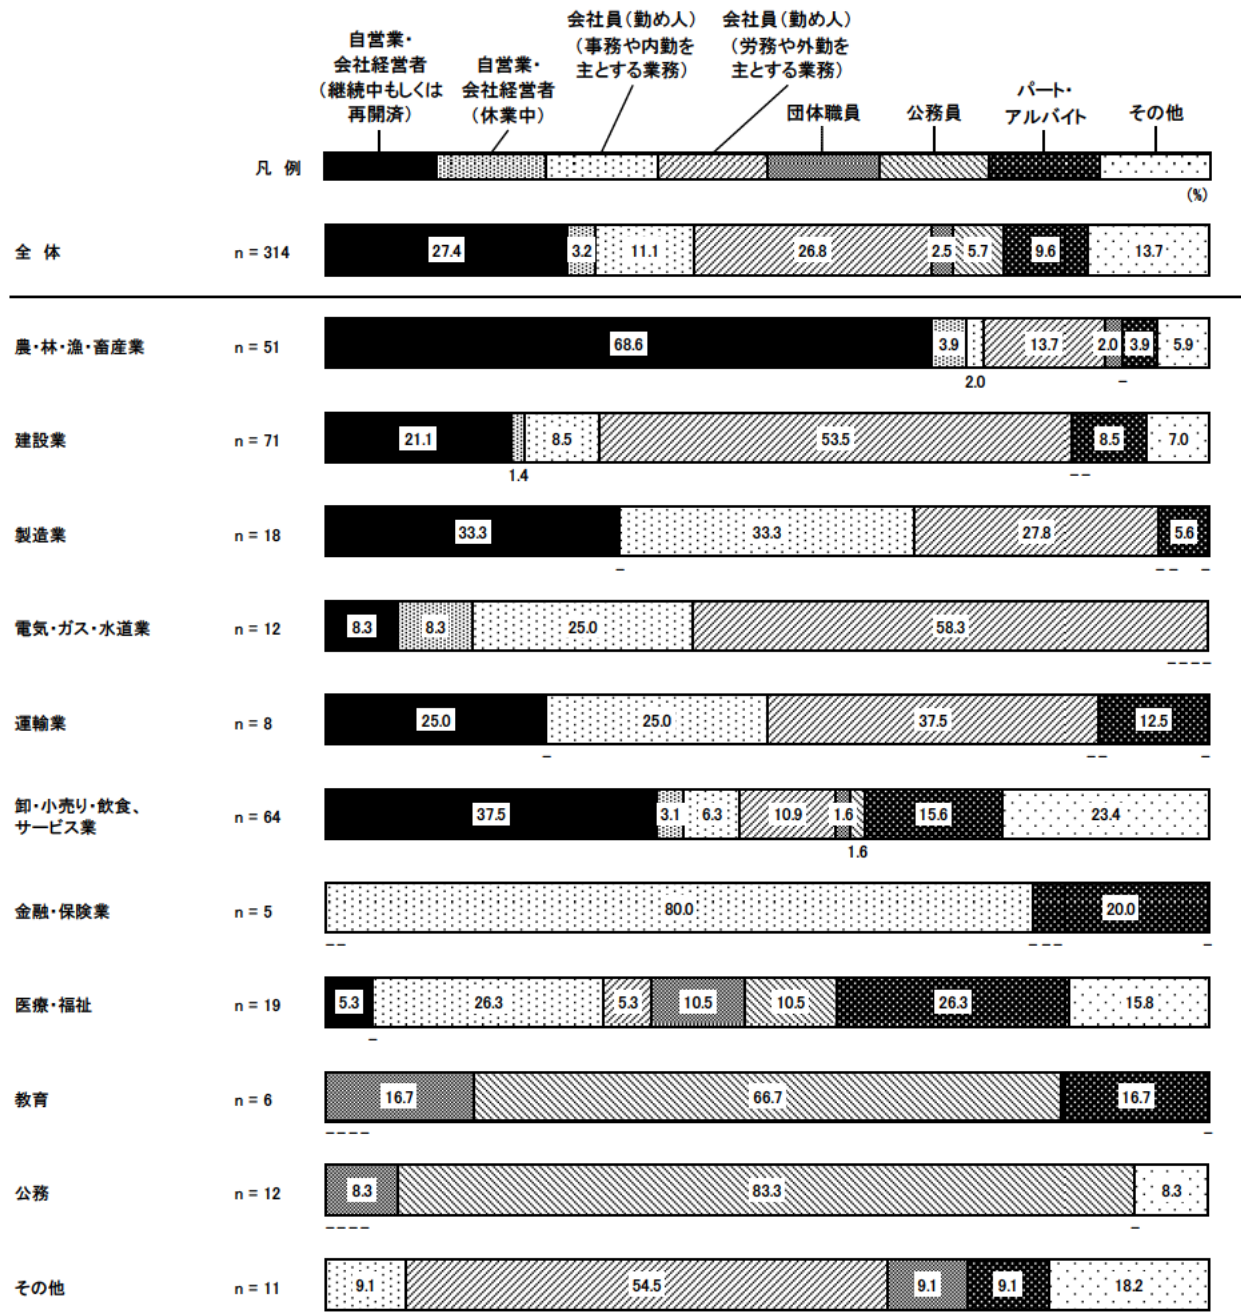 自営業・
会社経営者
(継続中もしくは
再開済)
自営業・
会社経営者
(休業中)
会社員(勤め人)
(事務や内勤を
主とする業務)
会社員(勤め人)
(労務や外勤を
主とする業務)
団体職員
公務員
パート・
アルバイト
その他
凡 例
(%)
全 体 n = 314 27.4 3.2 11.1 26.8 2.5 5.7 9.6 13.7
農・林・漁・畜産業 n = 51 68.6 3.9 13.7 2.0 3.9 5.9
2.0 -
建設業 n = 71 21.1 8.5 53.5 8.5 7.0
1.4 --
製造業 n = 18 33.3 33.3 27.8 5.6
- -- -
電気・ガス・水道業 n = 12 8.3 8.3 25.0 58.3
----
運輸業 n = 8 25.0 25.0 37.5 12.5
- -- -
卸・小売り・飲食、
サービス業 n = 64 37.5 3.1 6.3 10.9 1.6 15.6 23.4
1.6
金融・保険業 n = 5 80.0 20.0
-- --- -
医療・福祉 n = 19 5.3 26.3 5.3 10.5 10.5 26.3 15.8
-
教育 n = 6 16.7 66.7 16.7
---- -
公務 n = 12 8.3 83.3 8.3
---- -
その他 n = 11 9.1 54.5 9.1 9.1 18.2